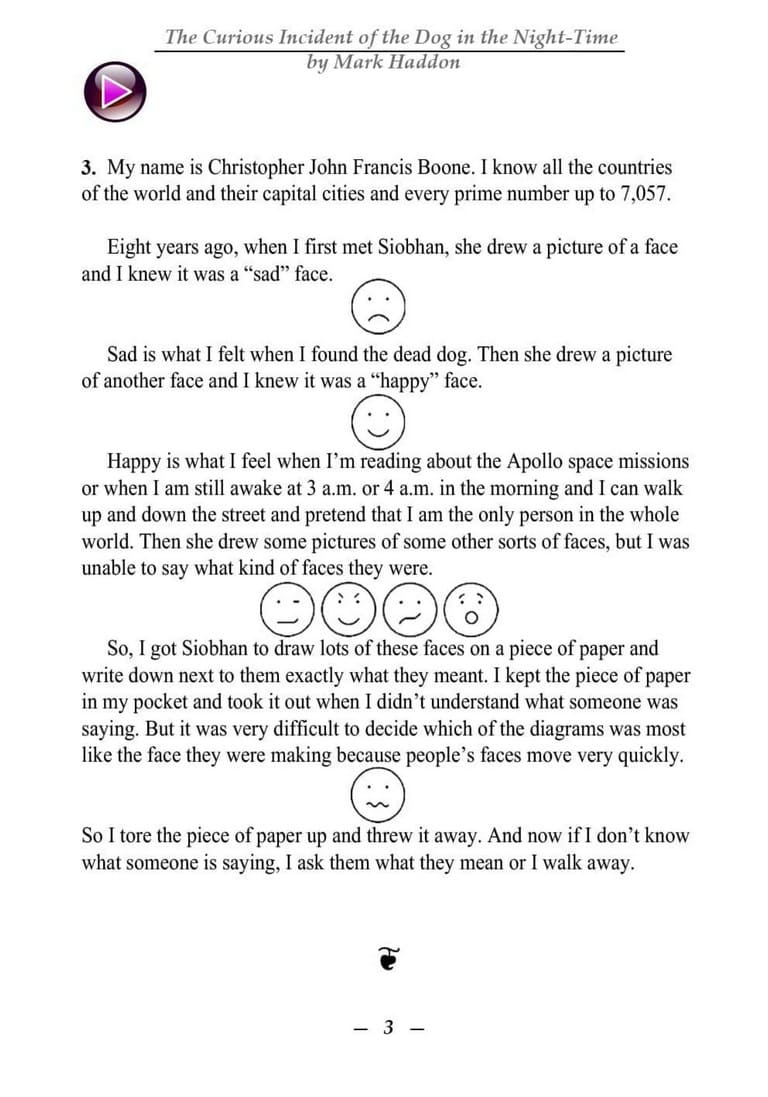 The Curious Incident of the Dog in the Night-Time
by Mark Haddon
3. My name is Christopher John Francis Boone. I know all the countries
of the world and their capital cities and every prime number up to 7,057.
Eight years ago, when I first met Siobhan, she drew a picture of a face
and I knew it was a “sad” face.
Sad is what I felt when I found the dead dog. Then she drew a picture
of another face and I knew it was a “happy” face.
Happy is what I feel when I’m reading about the Apollo space missions
or when I am still awake at 3 a.m. or 4 a.m. in the morning and I can walk
up and down the street and pretend that I am the only person in the whole
world. Then she drew some pictures of some other sorts of faces, but I was
unable to say what kind of faces they were.
So, I got Siobhan to draw lots of these faces on a piece of paper and
write down next to them exactly what they meant. I kept the piece of paper
in my pocket and took it out when I didn’t understand what someone was
saying. But it was very difficult to decide which of the diagrams was most
like the face they were making because people’s faces move very quickly.
So I tore the piece of paper up and threw it away. And now if I don’t know
what someone is saying, I ask them what they mean or I walk away.
– 3 –